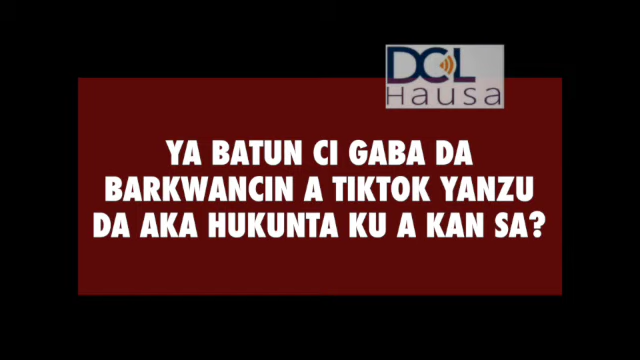 DCL
Hausa
YA BATUN CI GABA DA
BARKWANCIN A TIKTOK YANZU
DA AKA HUKUNTA KU A KAN SA?